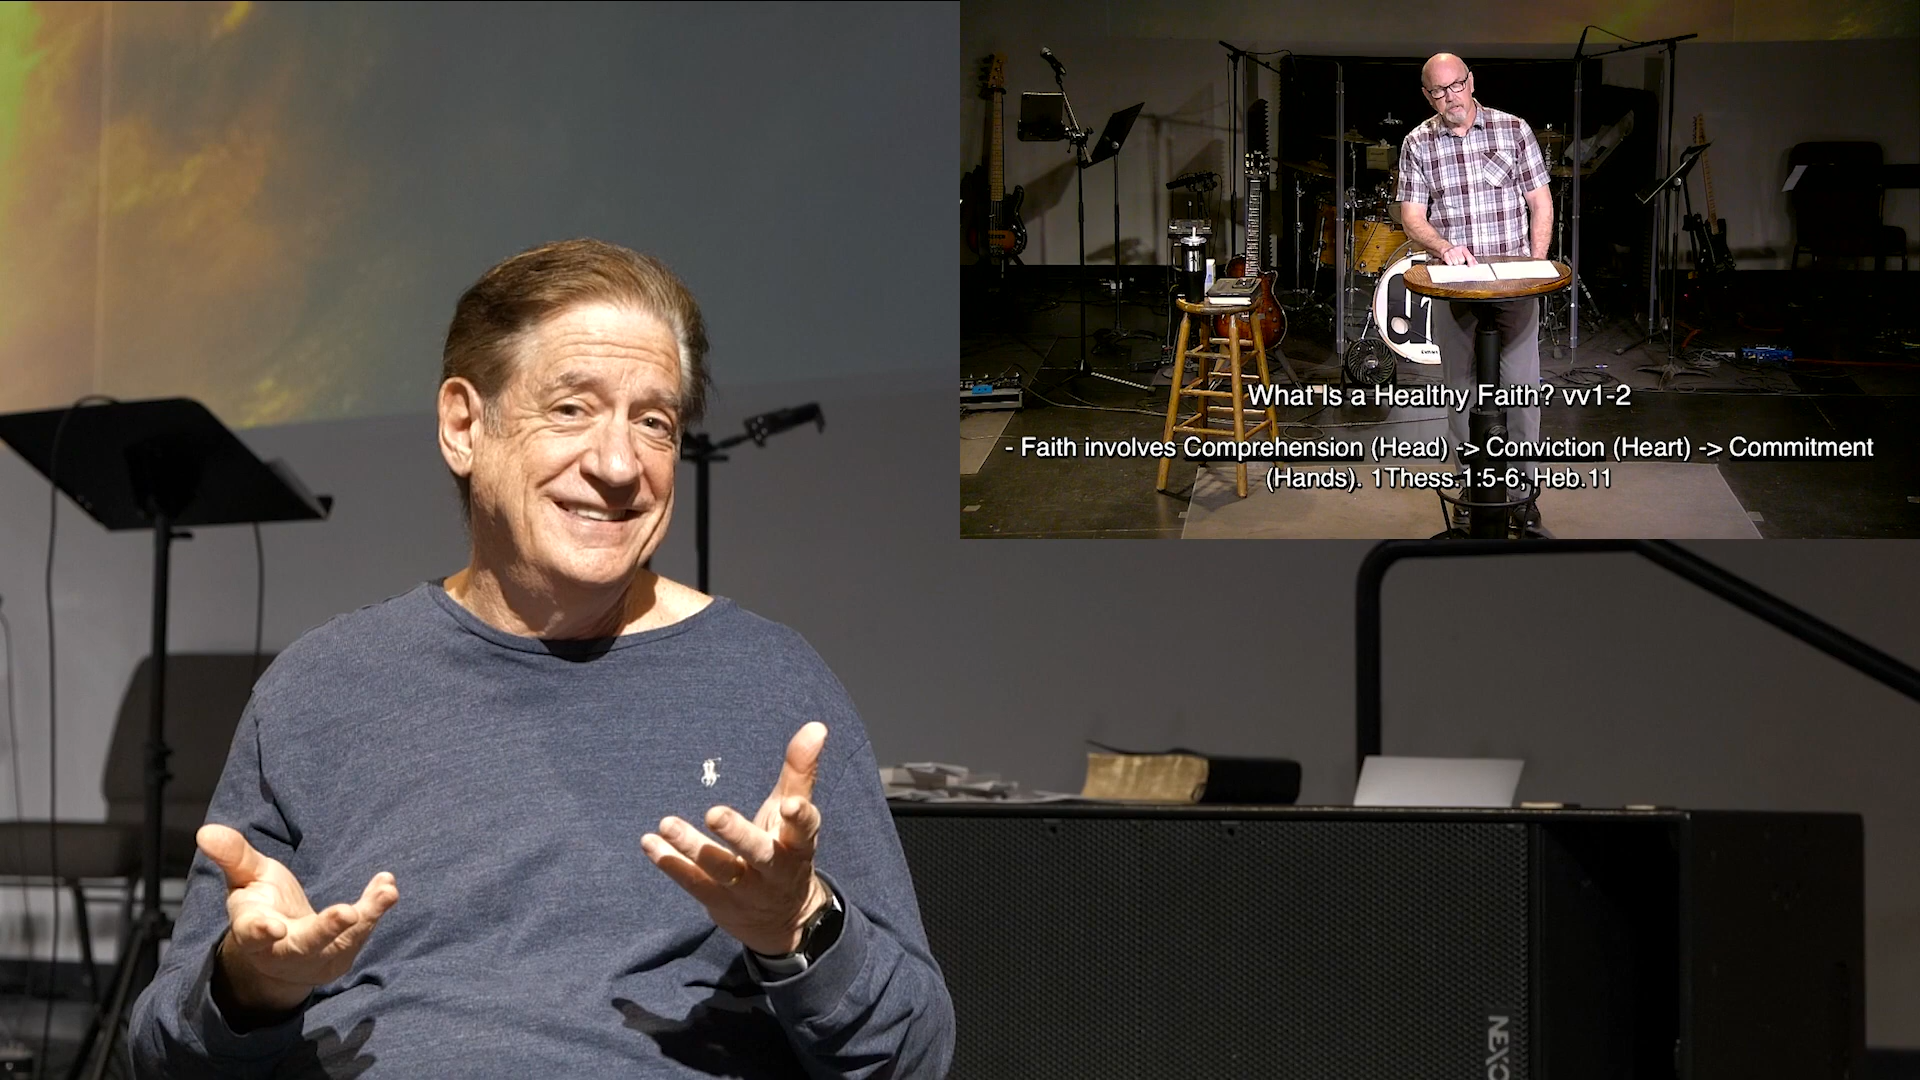 What Is a Healthy Faith? vv1-2
- Faith involves Comprehension (Head) -> Conviction (Heart) -> Commitment
(Hands). 1Thess.1:5-6; Heb.11
NEXO